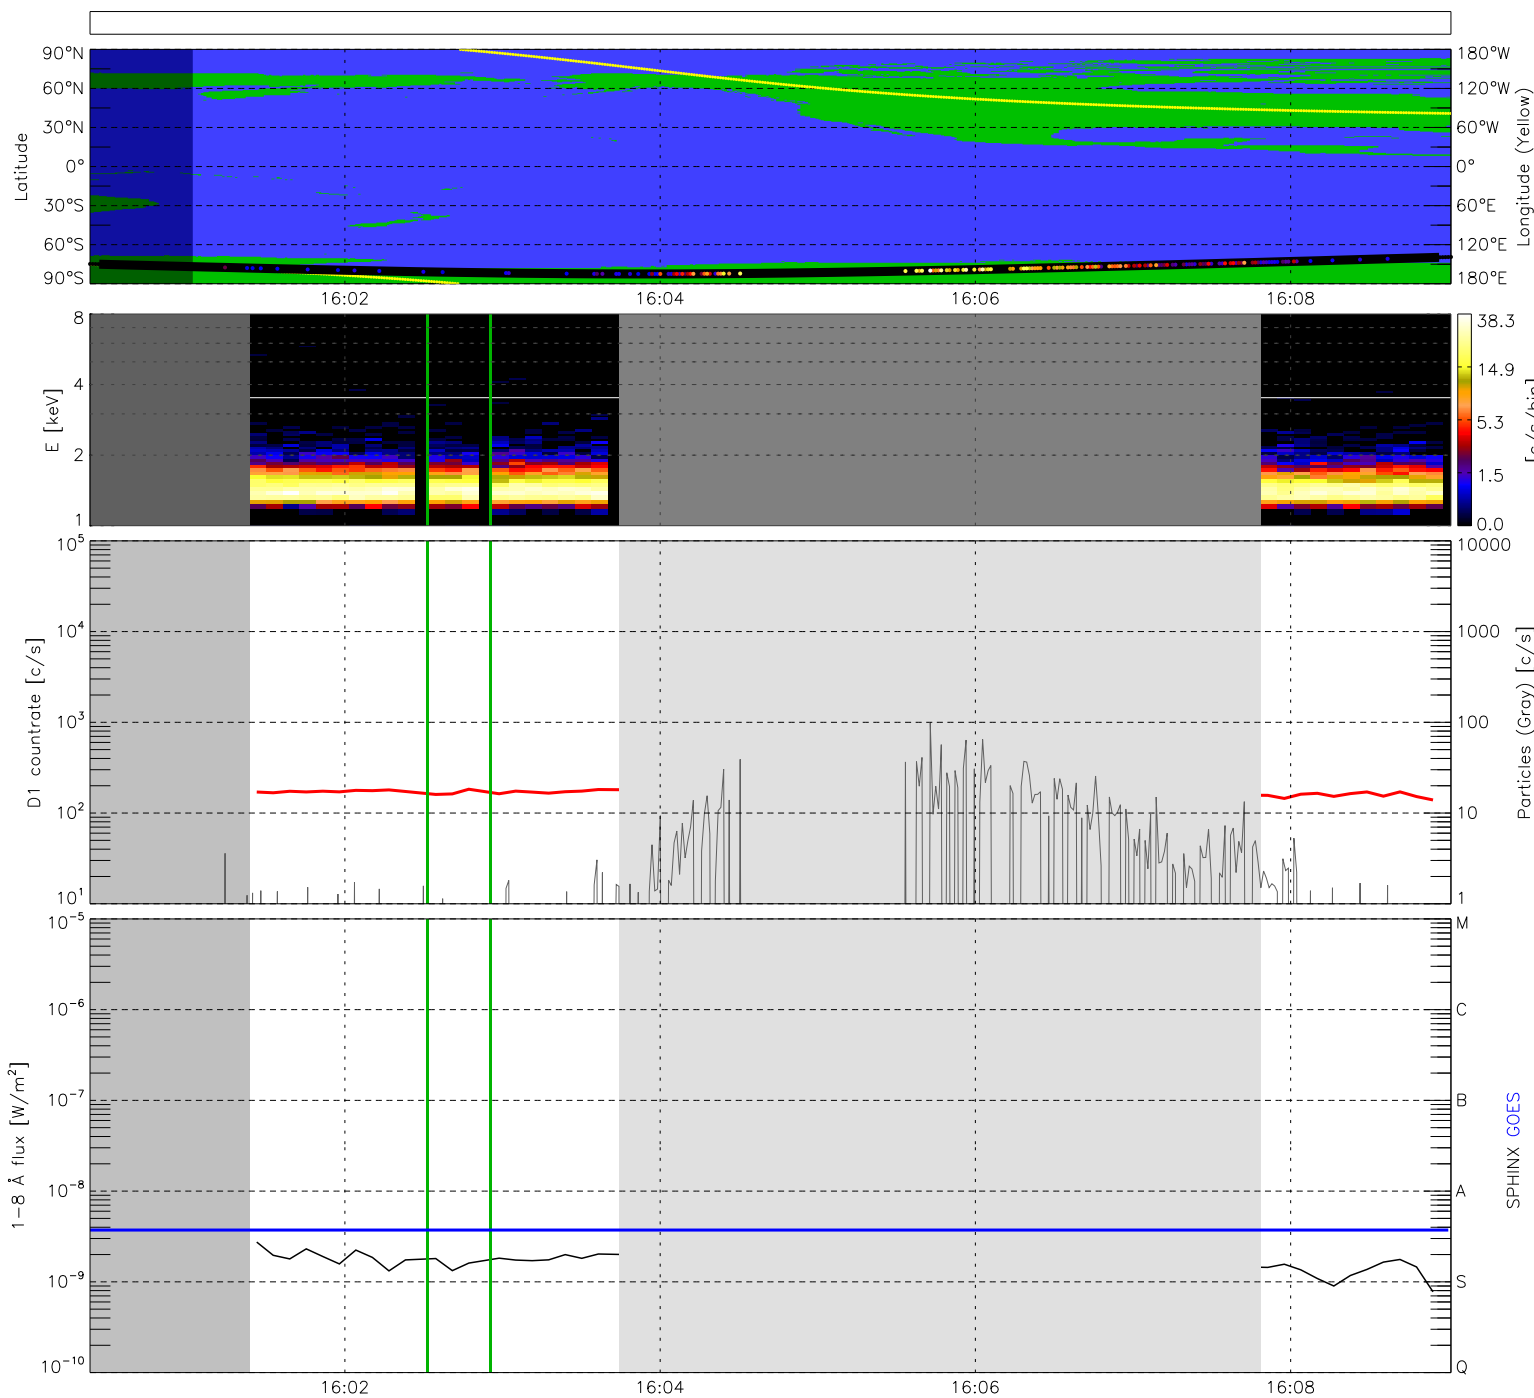 90°N 180°W
60°N 120°W
30°N 60°W
0° 0°
30°S 60°E
60°S 120°E
90°S 180°E
Latitude
Longitude (Yellow)
16:02 16:04 16:06 16:08
8
4
2
1
E [keV]
38.3
14.9
5.3
1.5
0.0
[c/s/bin]
10⁵ 10000
10⁴ 1000
10³ 100
10² 10
10¹ 1
D1 countrate [c/s]
Particles (Gray) [c/s]
10⁻⁵ M
10⁻⁶ C
10⁻⁷ B
10⁻⁸ A
10⁻⁹ S
10⁻¹⁰ Q
1−8 Å flux [W/m²]
SPHINX GOES
16:02 16:04 16:06 16:08